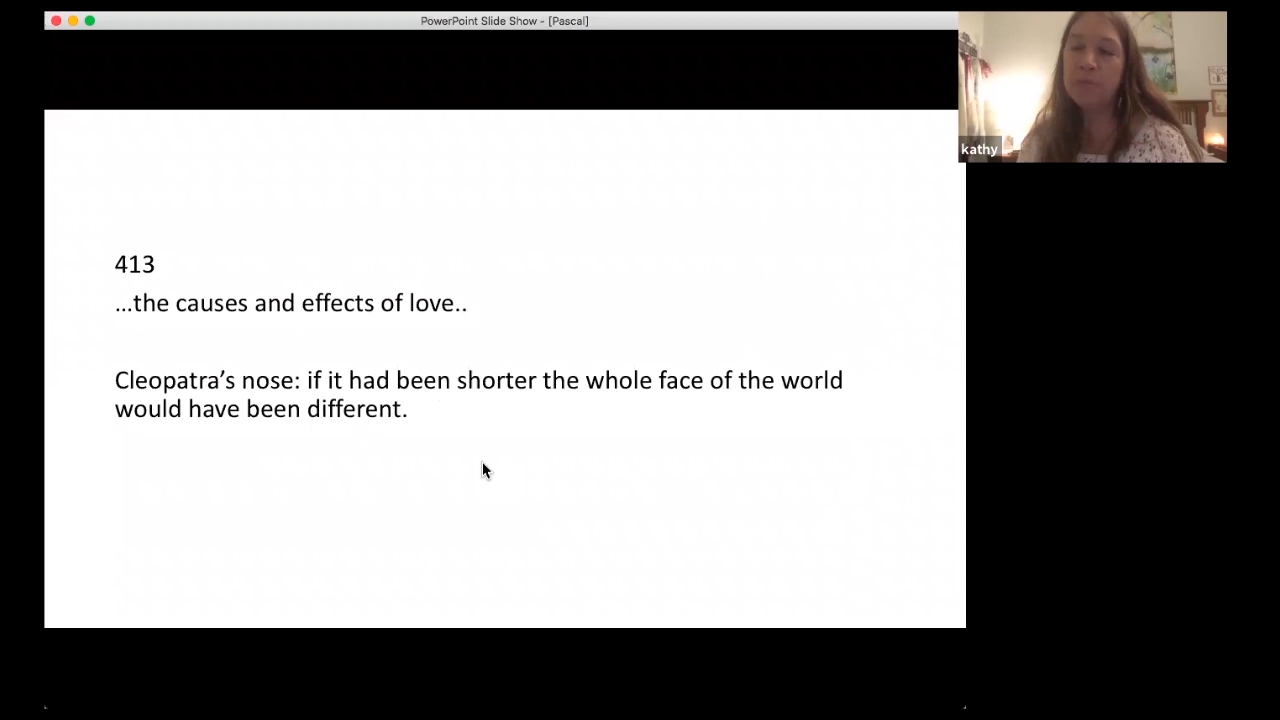 PowerPoint Slide Show - [Pascal]
kathy
413
…the causes and effects of love..
Cleopatra’s nose: if it had been shorter the whole face of the world
would have been different.